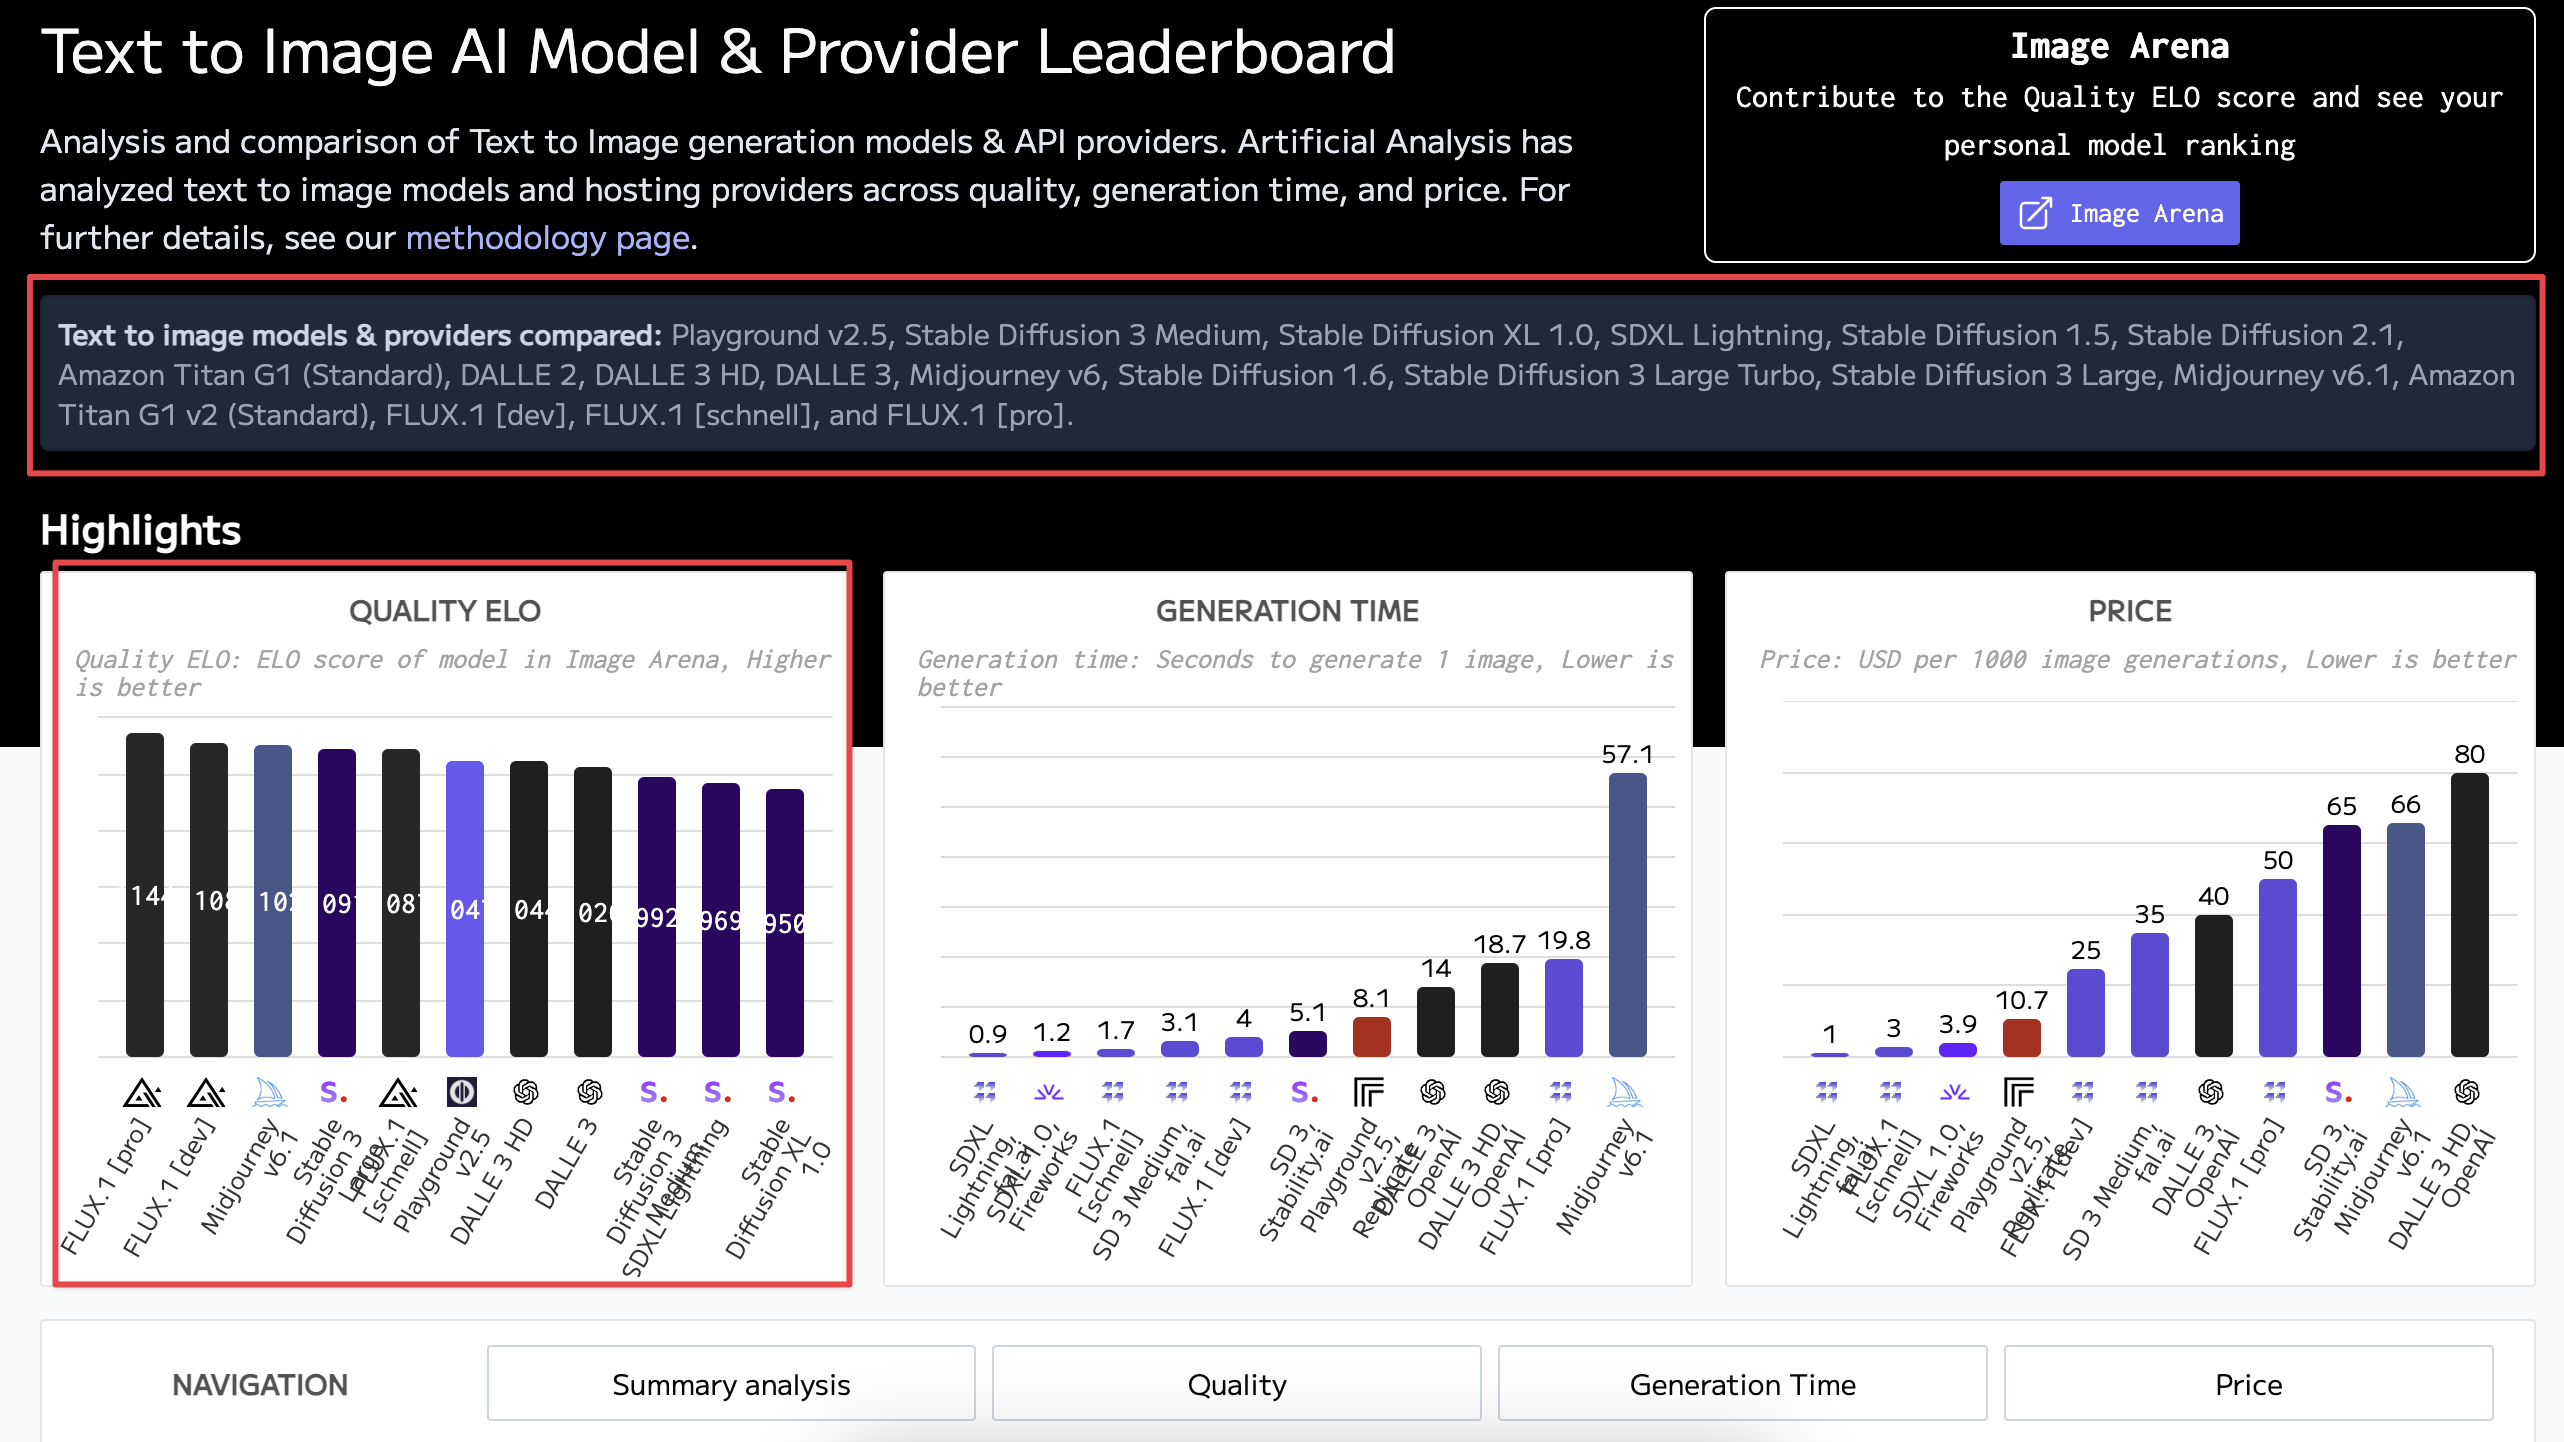 Text to Image AI Model & Provider Leaderboard
Analysis and comparison of Text to Image generation models & API providers. Artificial Analysis has
analyzed text to image models and hosting providers across quality, generation time, and price. For
further details, see our methodology page.
Image Arena
Contribute to the Quality ELO score and see your
personal model ranking
Image Arena
Text to image models & providers compared: Playground v2.5, Stable Diffusion 3 Medium, Stable Diffusion XL 1.0, SDXL Lightning, Stable Diffusion 1.5, Stable Diffusion 2.1,
Amazon Titan G1 (Standard), DALLE 2, DALLE 3 HD, DALLE 3, Midjourney v6, Stable Diffusion 1.6, Stable Diffusion 3 Large Turbo, Stable Diffusion 3 Large, Midjourney v6.1, Amazon
Titan G1 v2 (Standard), FLUX.1 [dev], FLUX.1 [schnell], and FLUX.1 [pro].
Highlights
QUALITY ELO
Quality ELO: ELO score of model in Image Arena, Higher
is better
992
969
950
FLUX.1 [pro]
FLUX.1 [dev]
Midjourney
v6.1
Stable
Diffusion 3
Large
FLUX.1
[schnell]
Playground
v2.5
DALLE 3 HD
DALLE 3
Stable
Diffusion 3
Medium
SDXL Lightning
Stable
Diffusion XL
1.0
GENERATION TIME
Generation time: Seconds to generate 1 image, Lower is
better
0.9
1.2
1.7
3.1
4
5.1
8.1
14
18.7
19.8
57.1
SDXL
Lightning,
fal.ai
SDXL 1.0,
Fireworks
FLUX.1
[schnell]
SD 3 Medium,
fal.ai
FLUX.1 [dev]
SD 3,
Stability.ai
Playground
v2.5,
Replicate
DALLE 3,
OpenAI
DALLE 3 HD,
OpenAI
FLUX.1 [pro]
Midjourney
v6.1
PRICE
Price: USD per 1000 image generations, Lower is better
1
3
3.9
10.7
25
35
40
50
65
66
80
SDXL
Lightning,
fal.ai
FLUX.1
[schnell]
SDXL 1.0,
Fireworks
Playground
v2.5,
Replicate
FLUX.1 [dev]
SD 3 Medium,
fal.ai
DALLE 3,
OpenAI
FLUX.1 [pro]
SD 3,
Stability.ai
Midjourney
v6.1
DALLE 3 HD,
OpenAI
NAVIGATION
Summary analysis
Quality
Generation Time
Price